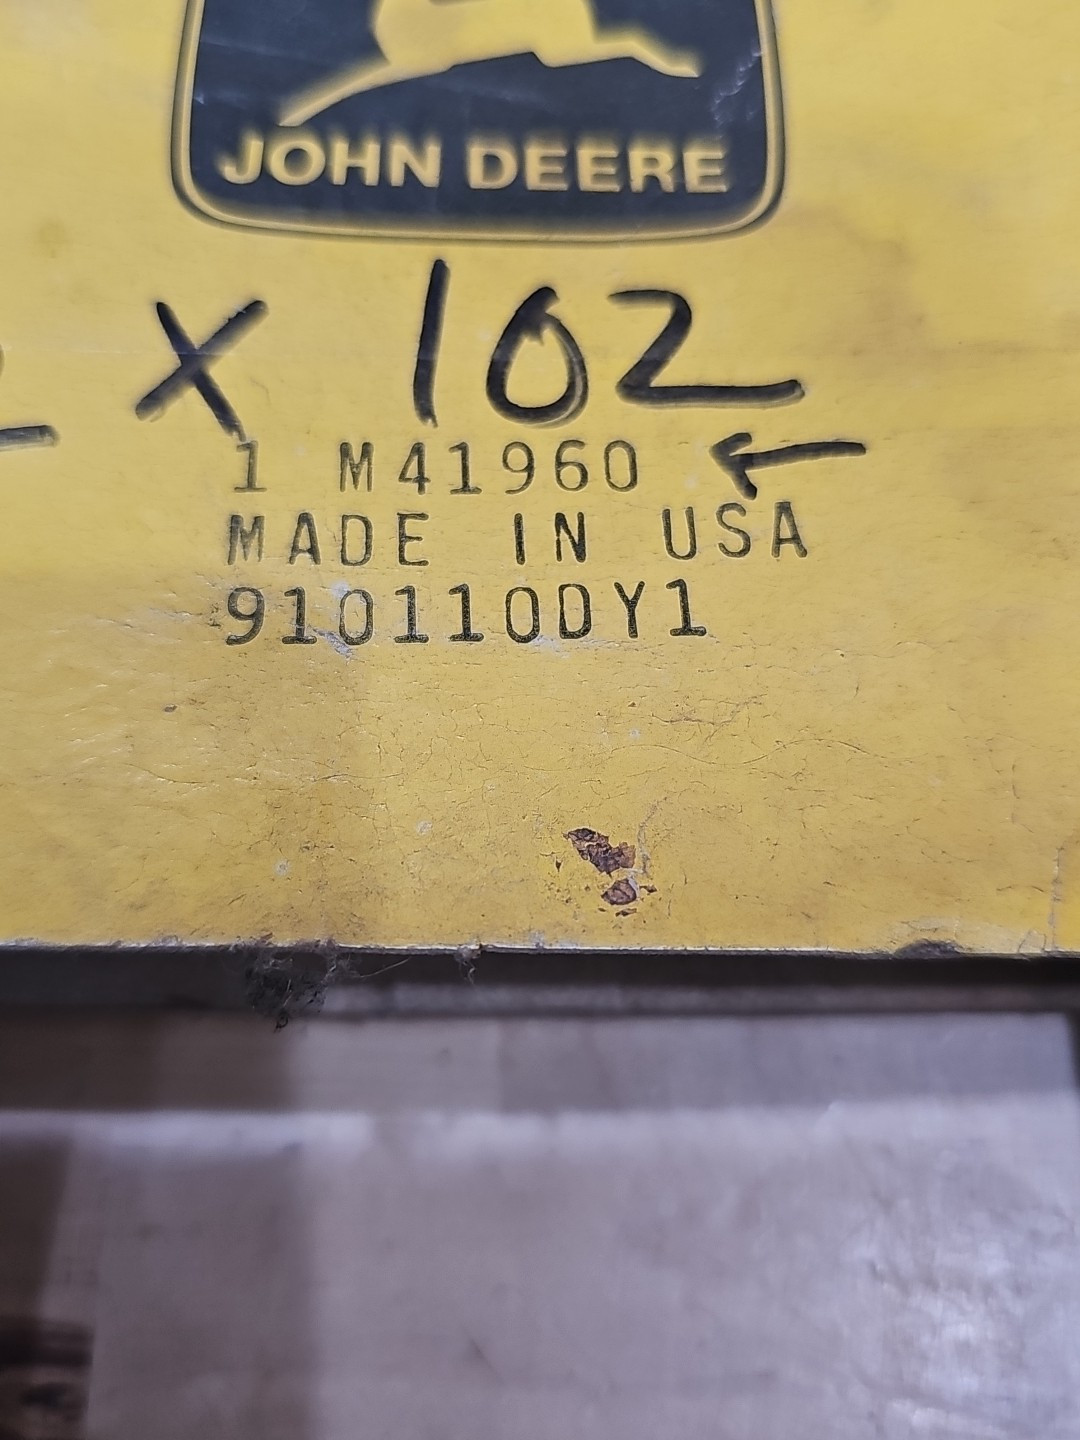 JOHN DEERE
X 102
1 M41960 ←
MADE IN USA
910110DY1